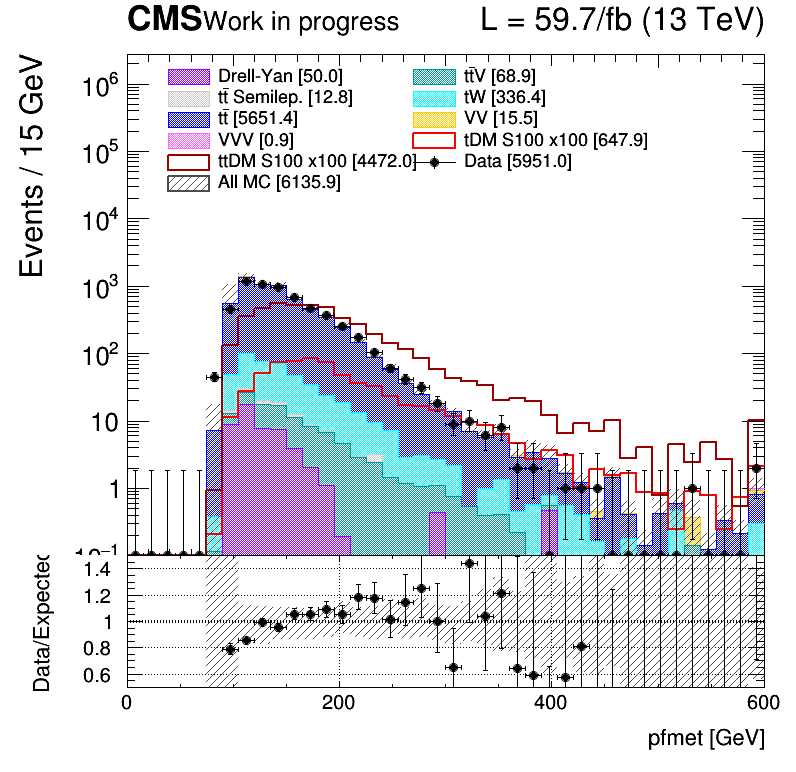 CMS Work in progress L = 59.7/fb (13 TeV)
Events / 15 GeV
10⁶
10⁵
10⁴
10³
10²
10
1
10⁻¹
Drell-Yan [50.0] tt̄V [68.9]
tt̄ Semilep. [12.8] tW [336.4]
tt̄ [5651.4] VV [15.5]
VVV [0.9] tDM S100 x100 [647.9]
ttDM S100 x100 [4472.0] Data [5951.0]
All MC [6135.9]
Data/Expected
1.4
1.2
1
0.8
0.6
0 200 400 600
pfmet [GeV]